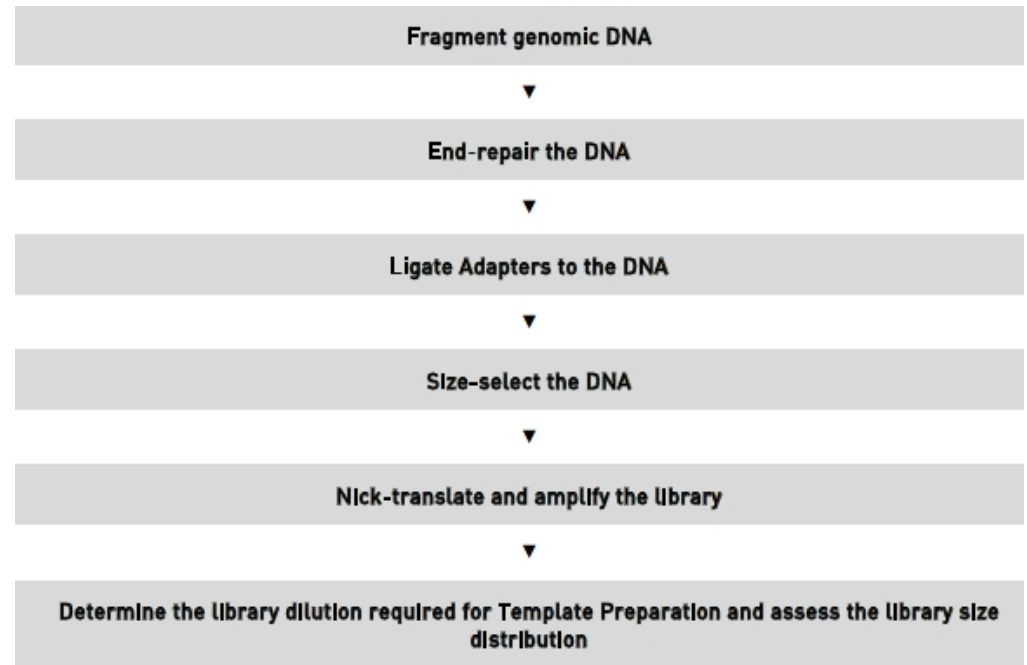 Fragment genomic DNA
End-repair the DNA
Ligate Adapters to the DNA
Size-select the DNA
Nick-translate and amplify the library
Determine the library dilution required for Template Preparation and assess the library size
distribution